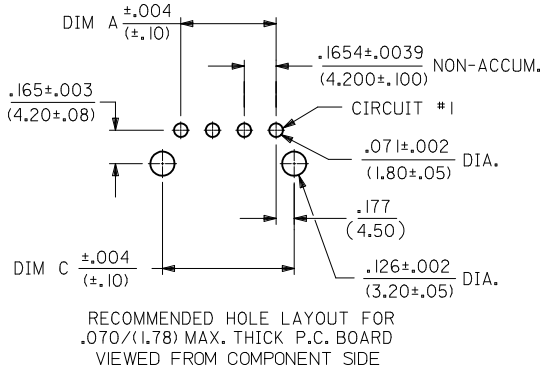 DIM A ±.004
(±.10)
.1654±.0039
(4.200±.100) NON-ACCUM.
.165±.003
(4.20±.08)
CIRCUIT #1
.071±.002
(1.80±.05) DIA.
.177
(4.50)
DIM C ±.004
(±.10)
.126±.002
(3.20±.05) DIA.
RECOMMENDED HOLE LAYOUT FOR
.070/(1.78) MAX. THICK P.C. BOARD
VIEWED FROM COMPONENT SIDE